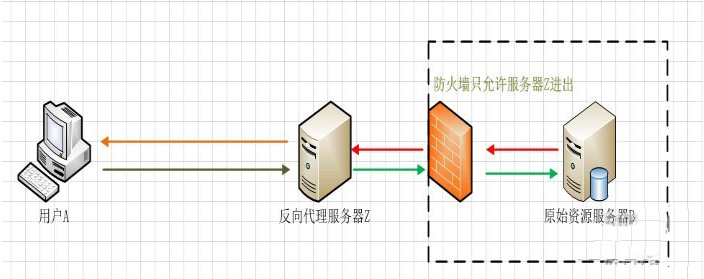 防火墙只允许服务器Z进出
用户A
反向代理服务器Z
原始资源服务器B